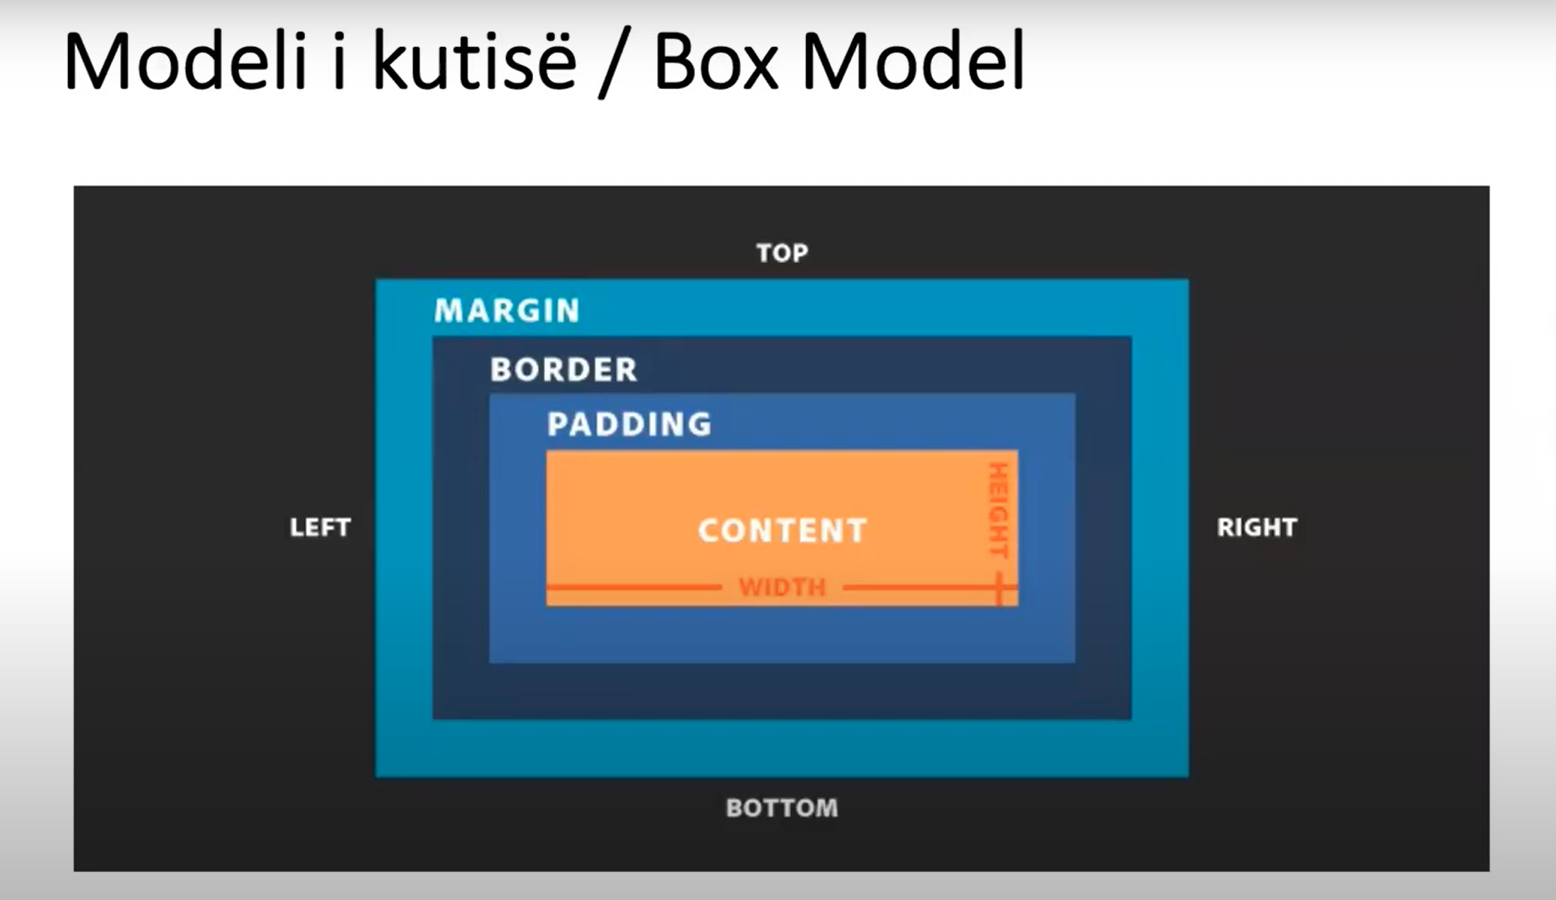 Modeli i kutisë / Box Model
TOP
MARGIN
BORDER
PADDING
HEIGHT
LEFT
CONTENT
RIGHT
WIDTH
BOTTOM